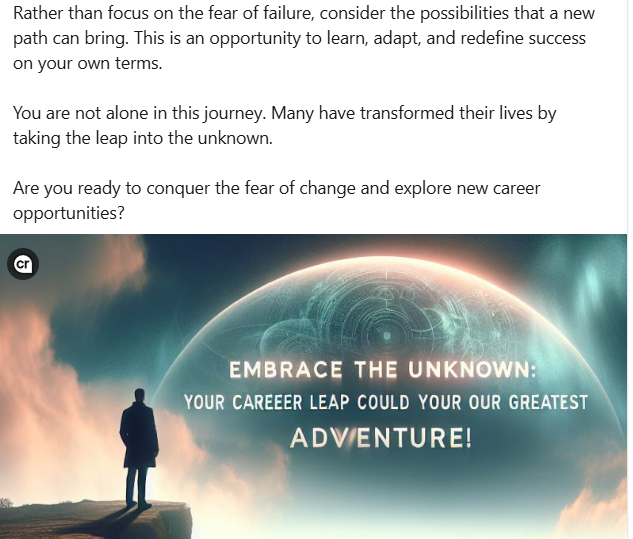 Rather than focus on the fear of failure, consider the possibilities that a new
path can bring. This is an opportunity to learn, adapt, and redefine success
on your own terms.
You are not alone in this journey. Many have transformed their lives by
taking the leap into the unknown.
Are you ready to conquer the fear of change and explore new career
opportunities?
cr
EMBRACE THE UNKNOWN:
YOUR CAREEER LEAP COULD YOUR OUR GREATEST
ADVENTURE!